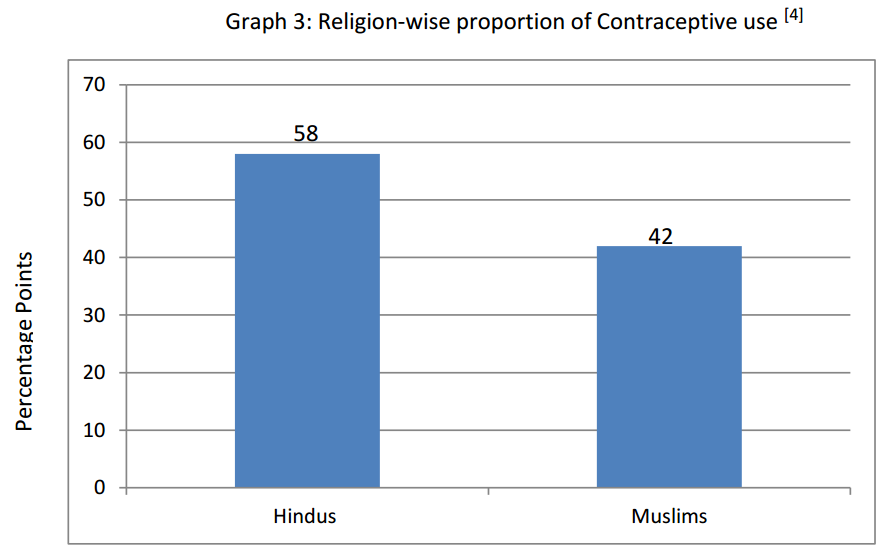 Graph 3: Religion-wise proportion of Contraceptive use [4]
Percentage Points
70
60
50
40
30
20
10
0
58
42
Hindus
Muslims